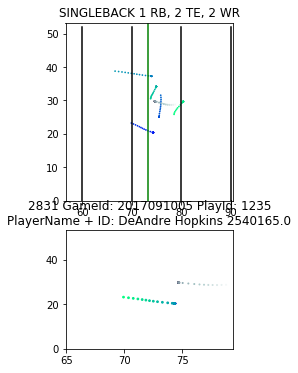 SINGLEBACK 1 RB, 2 TE, 2 WR
50
40
30
20
10
0
60 70 80 90
2831 GameId: 2017091005 PlayId: 1235
PlayerName + ID: DeAndre Hopkins 2540165.0
40
20
0
65 70 75